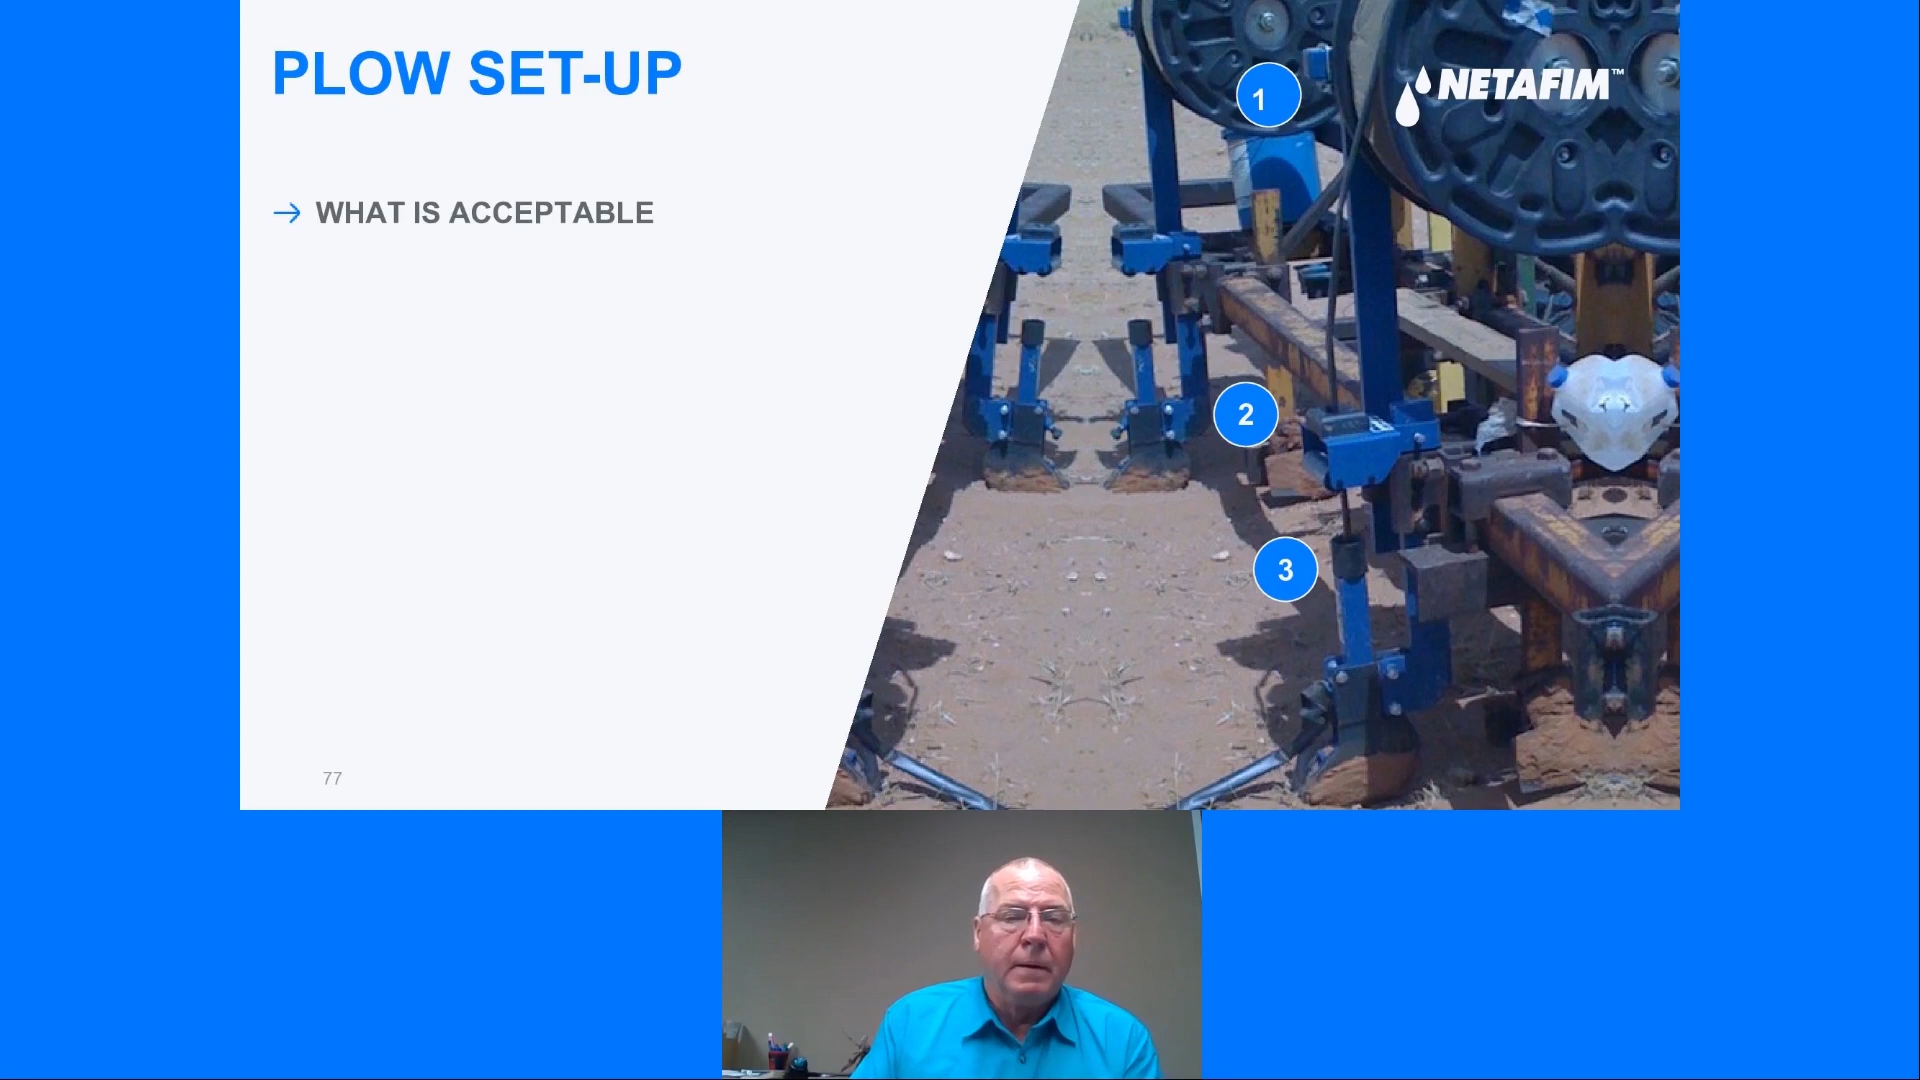 PLOW SET-UP
NETAFIM™
1
→ WHAT IS ACCEPTABLE
2
3
77